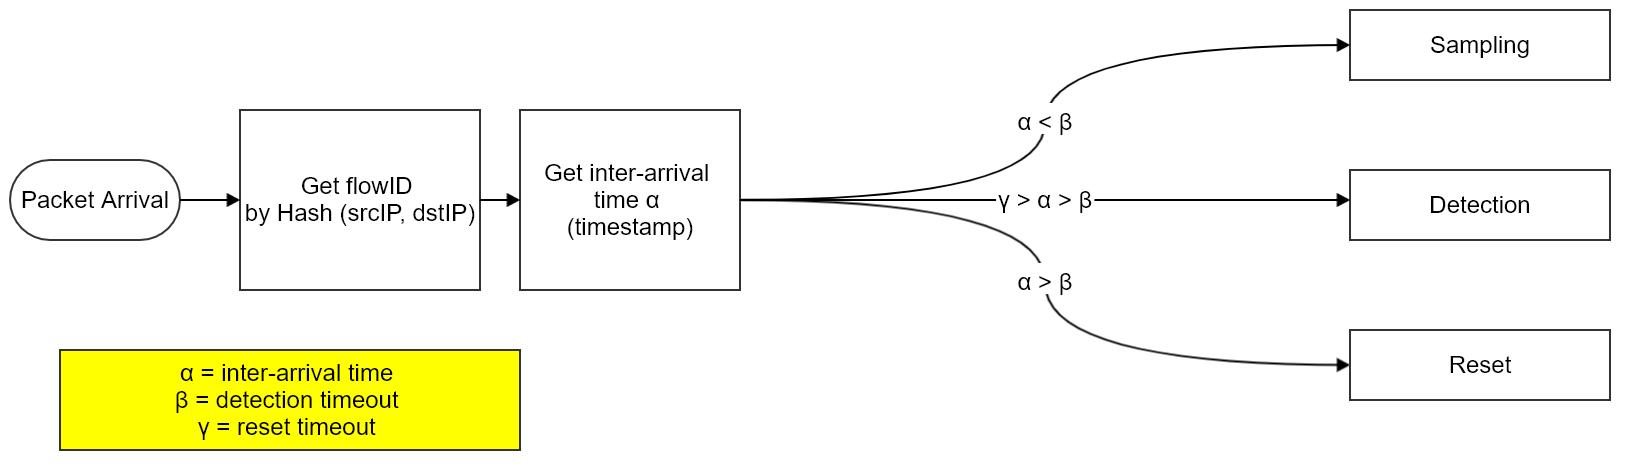 Packet Arrival
Get flowID
by Hash (srcIP, dstIP)
Get inter-arrival
time α
(timestamp)
α < β
γ > α > β
α > β
Sampling
Detection
Reset
α = inter-arrival time
β = detection timeout
γ = reset timeout